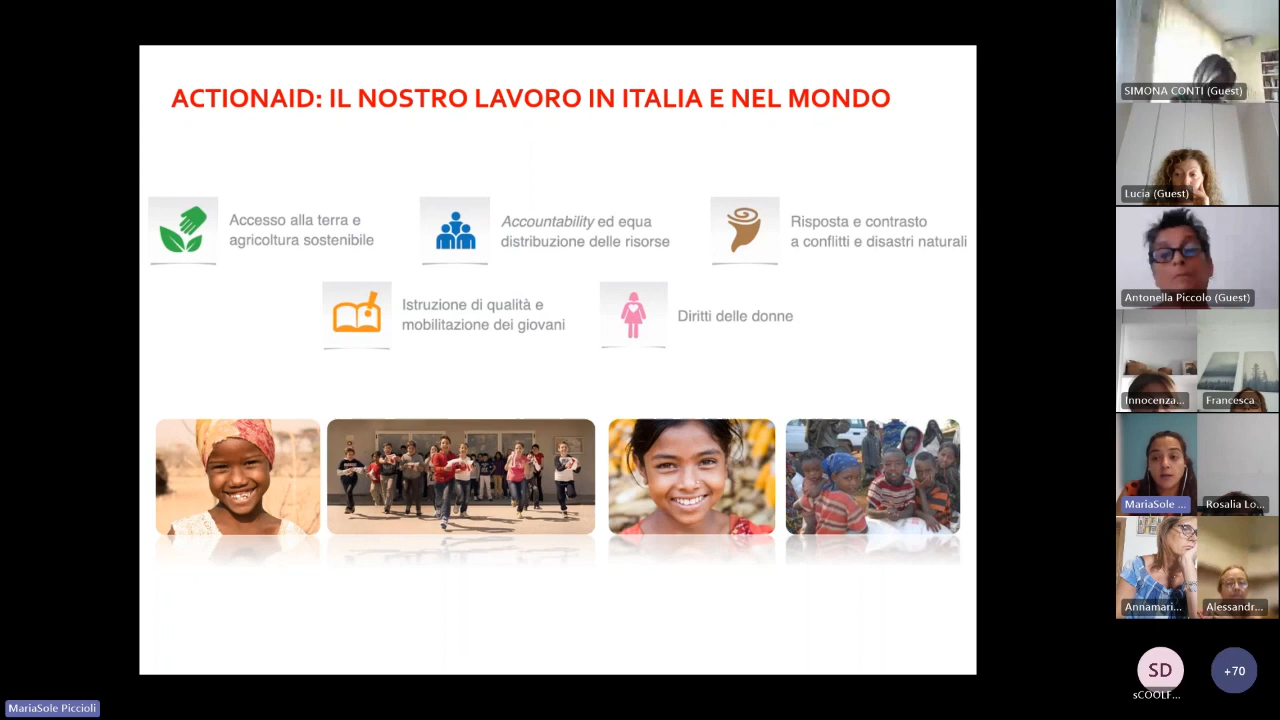 ACTIONAID: IL NOSTRO LAVORO IN ITALIA E NEL MONDO
Accesso alla terra e
agricoltura sostenibile
Accountability ed equa
distribuzione delle risorse
Risposta e contrasto
a conflitti e disastri naturali
Istruzione di qualità e
mobilitazione dei giovani
Diritti delle donne
SIMONA CONTI (Guest)
Lucia (Guest)
Antonella Piccolo (Guest)
Innocenza...
Francesca
MariaSole ...
Rosalia Lo...
Annamari...
Alessandr...
SD
sCOOLF...
+70
MariaSole Piccioli